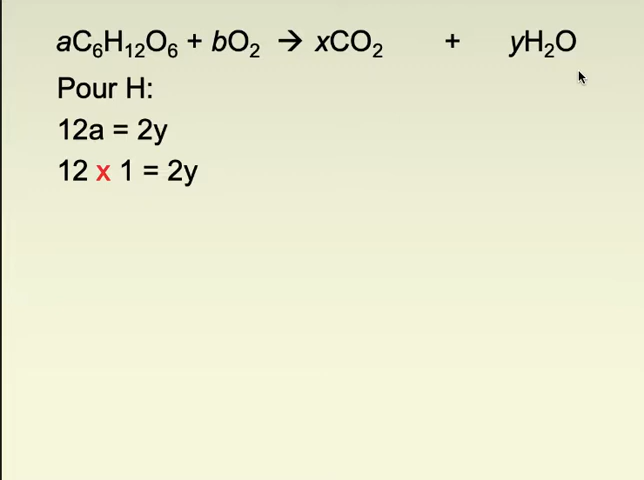 aC₆H₁₂O₆ + bO₂ → xCO₂ + yH₂O
Pour H:
12a = 2y
12 x 1 = 2y